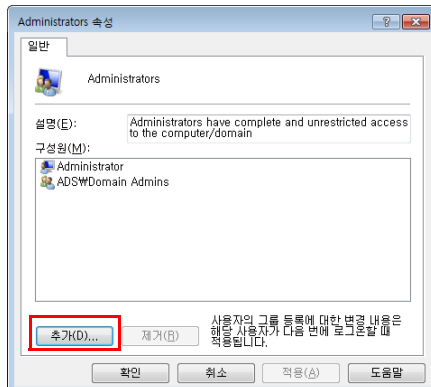 Administrators 속성
일반
Administrators
설명(E):
Administrators have complete and unrestricted access
to the computer/domain
구성원(M):
Administrator
ADS₩Domain Admins
추가(D)...
제거(R)
사용자의 그룹 등록에 대한 변경 내용은
해당 사용자가 다음 번에 로그온할 때
적용됩니다.
확인
취소
적용(A)
도움말